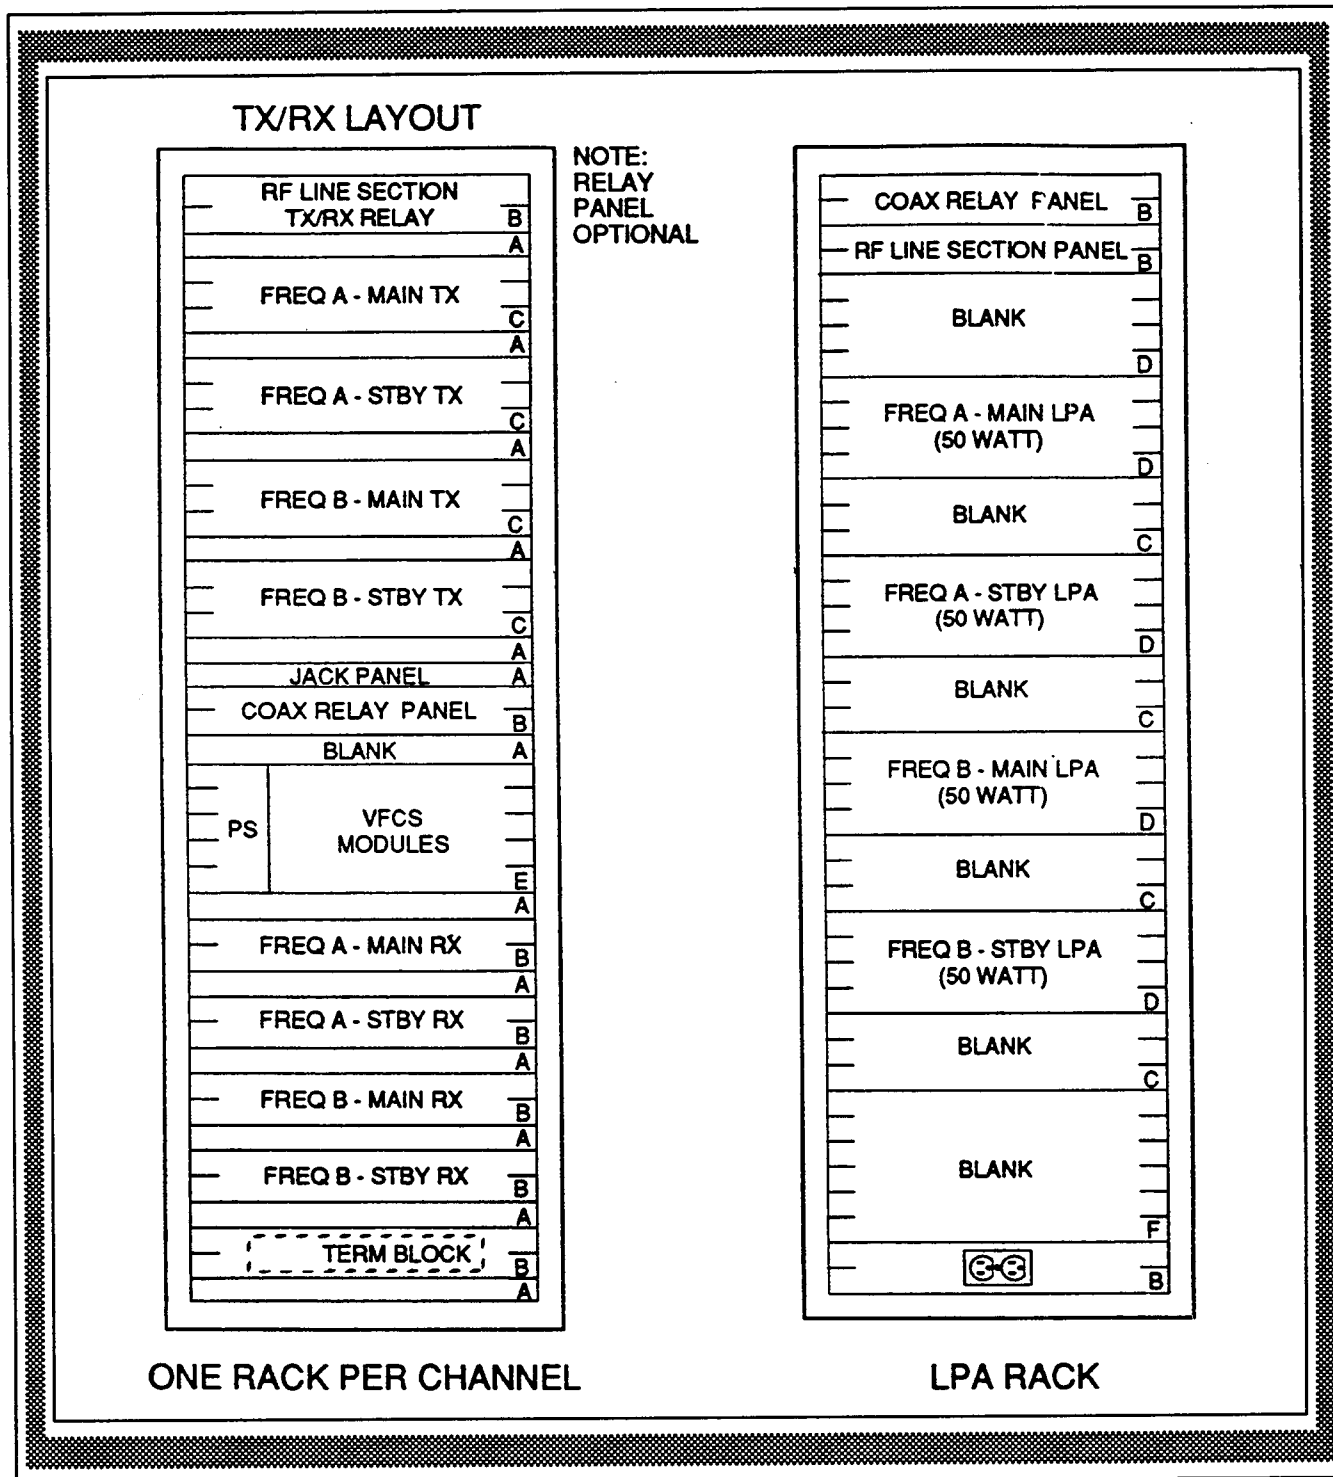 TX/RX LAYOUT
NOTE:
RELAY
PANEL
OPTIONAL
RF LINE SECTION
TX/RX RELAY B
A
FREQ A - MAIN TX
C
A
FREQ A - STBY TX
C
A
FREQ B - MAIN TX
C
A
FREQ B - STBY TX
C
A
JACK PANEL A
COAX RELAY PANEL B
BLANK A
PS
VFCS
MODULES
E
A
FREQ A - MAIN RX B
A
FREQ A - STBY RX B
A
FREQ B - MAIN RX B
A
FREQ B - STBY RX B
A
TERM BLOCK B
A
ONE RACK PER CHANNEL
COAX RELAY PANEL B
RF LINE SECTION PANEL B
BLANK
D
FREQ A - MAIN LPA
(50 WATT)
D
BLANK
C
FREQ A - STBY LPA
(50 WATT)
D
BLANK
C
FREQ B - MAIN LPA
(50 WATT)
D
BLANK
C
FREQ B - STBY LPA
(50 WATT)
D
BLANK
C
BLANK
F
B
LPA RACK